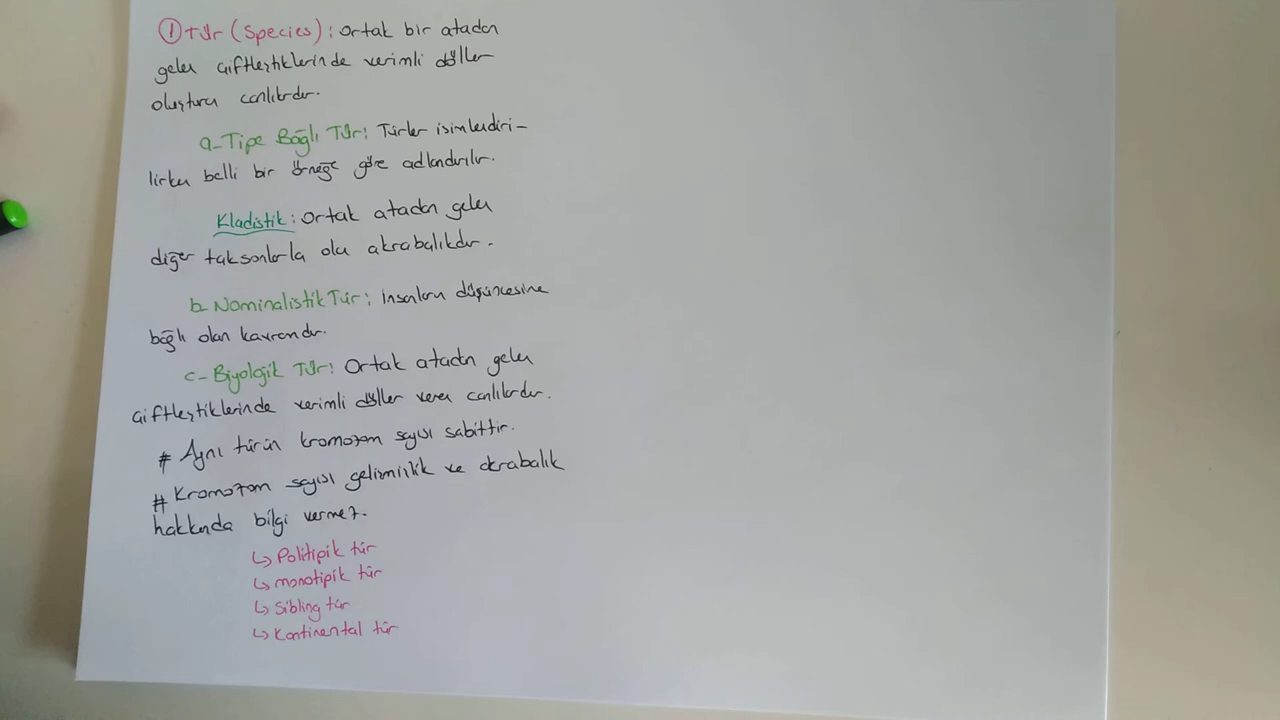 ① Tür (Species) : Ortak bir atadan
gelen çiftleştiklerinde verimli döller
oluşturan canlılardır.
a- Tipe Bağlı Tür: Türler isimlendiri-
lirken belli bir örneğe göre adlandırılır.
Kladistik: Ortak atadan gelen
diğer taksonlarla olan akrabalıkdır.
b- Nominalistik Tür: insanların düşüncesine
bağlı olan kavramdır.
c- Biyolojik Tür: Ortak atadan gelen
çiftleştiklerinde verimli döller veren canlılardır.
# Aynı türün kromozom sayısı sabittir.
# Kromozom sayısı gelişmişlik ve akrabalık
hakkında bilgi vermez.
↳ Politipik tür
↳ monotipik tür
↳ Sibling tür
↳ Kontinental tür